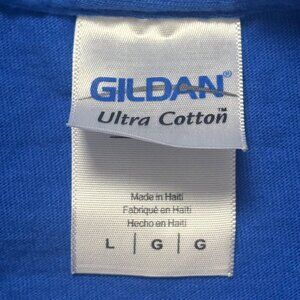 GILDAN®
Ultra Cotton™
Made in Haiti
Fabriqué en Haïti
Hecho en Haití
L | G | G